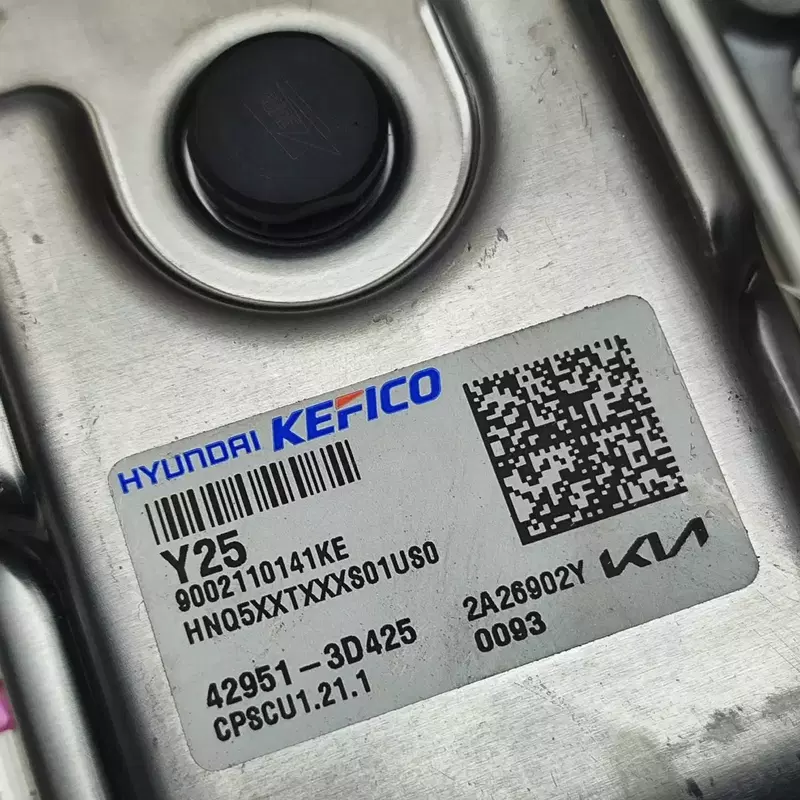 HYUNDAI KEFICO
Y25
9002110141KE
HNQ5XXTXXXS01US0
42951-3D425
CPSCU1.21.1
2A26902Y
0093
KIA